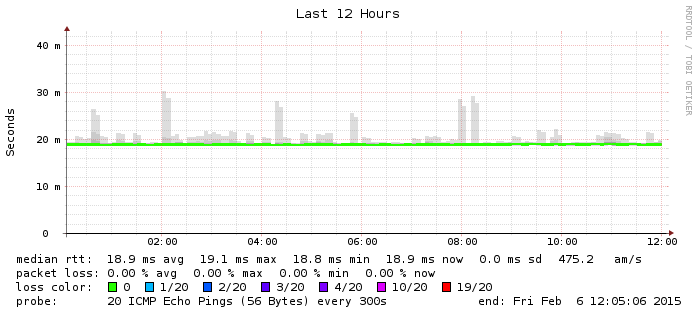 Last 12 Hours
RRDTOOL / TOBI OETIKER
Seconds
40 m
30 m
20 m
10 m
0
02:00 04:00 06:00 08:00 10:00 12:00
median rtt: 18.9 ms avg 19.1 ms max 18.8 ms min 18.9 ms now 0.0 ms sd 475.2 am/s
packet loss: 0.00 % avg 0.00 % max 0.00 % min 0.00 % now
loss color: 0 1/20 2/20 3/20 4/20 10/20 19/20
probe: 20 ICMP Echo Pings (56 Bytes) every 300s end: Fri Feb 6 12:05:06 2015